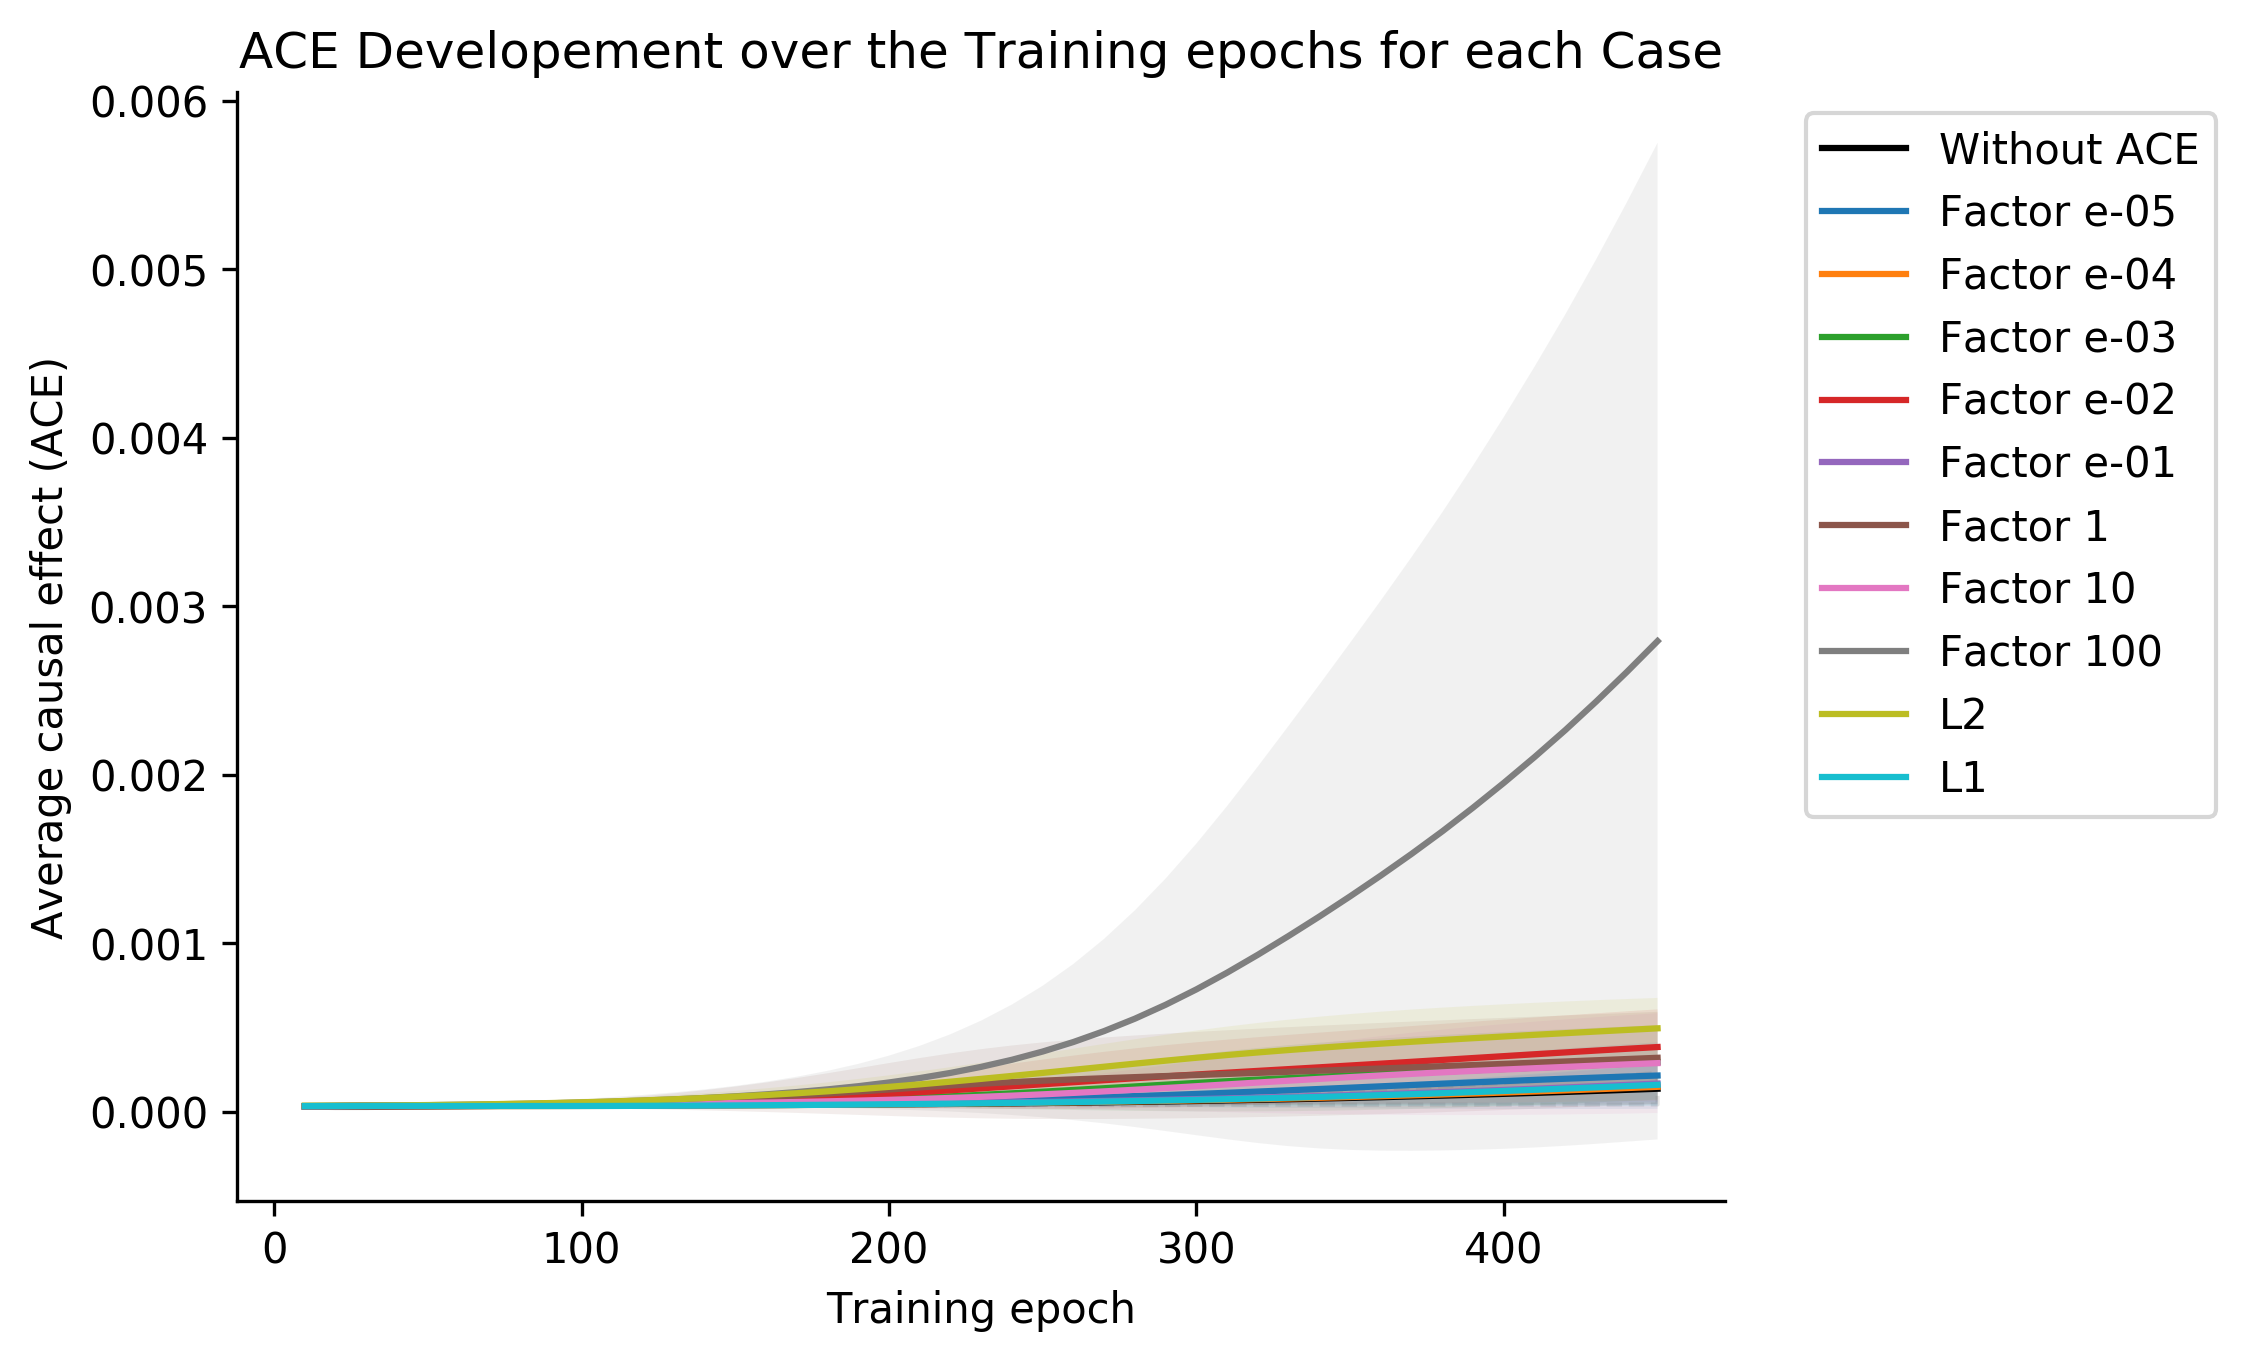 ACE Developement over the Training epochs for each Case
0.006
0.005
0.004
0.003
0.002
0.001
0.000
Average causal effect (ACE)
0
100
200
300
400
Training epoch
Without ACE
Factor e-05
Factor e-04
Factor e-03
Factor e-02
Factor e-01
Factor 1
Factor 10
Factor 100
L2
L1